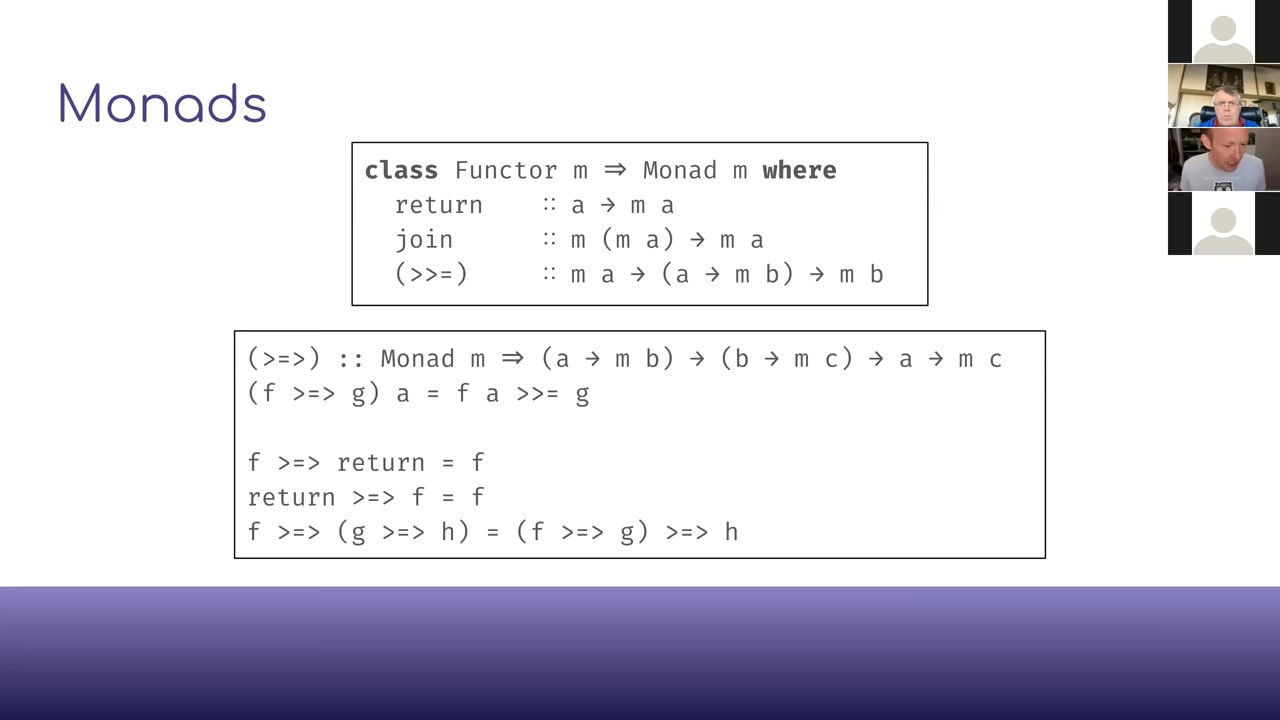 Monads
class Functor m ⇒ Monad m where
return ∷ a → m a
join ∷ m (m a) → m a
(>>=) ∷ m a → (a → m b) → m b
(>=>) :: Monad m ⇒ (a → m b) → (b → m c) → a → m c
(f >=> g) a = f a >>= g
f >=> return = f
return >=> f = f
f >=> (g >=> h) = (f >=> g) >=> h